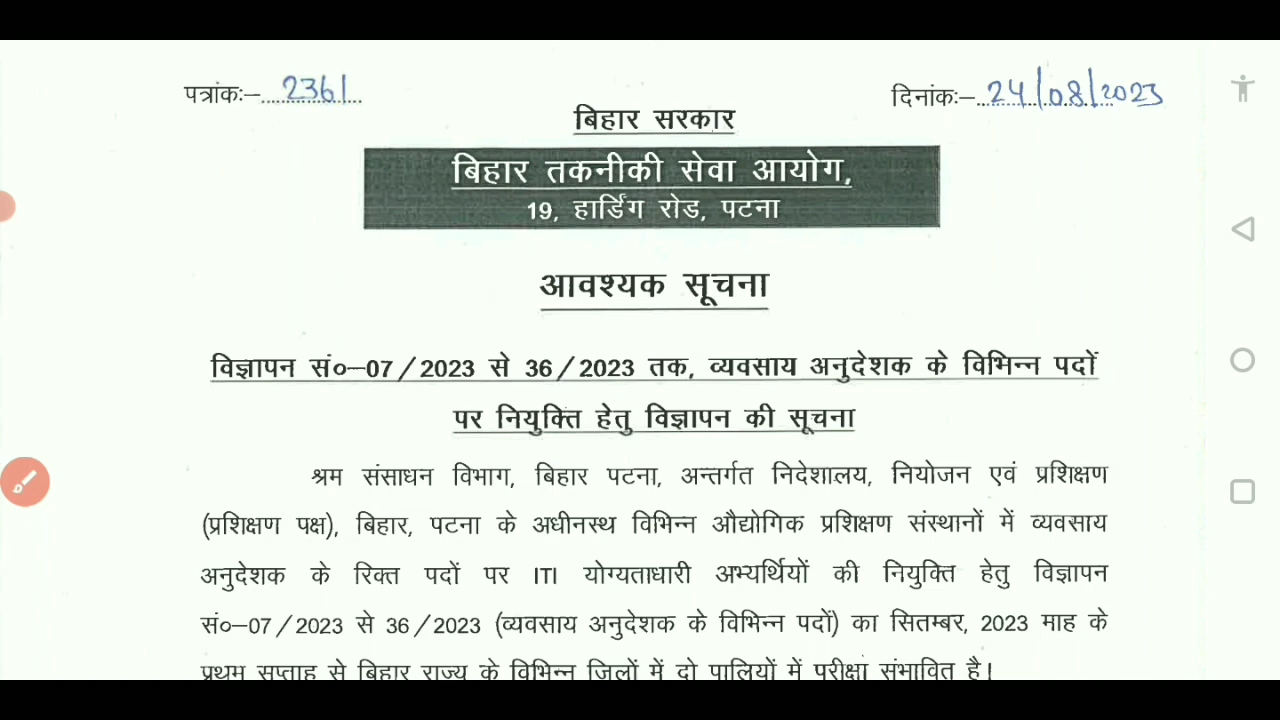 पत्रांकः–....2361.... दिनांकः–....24/08/2023
बिहार सरकार
बिहार तकनीकी सेवा आयोग,
19, हार्डिंग रोड, पटना
आवश्यक सूचना
विज्ञापन सं०–07/2023 से 36/2023 तक, व्यवसाय अनुदेशक के विभिन्न पदों
पर नियुक्ति हेतु विज्ञापन की सूचना
श्रम संसाधन विभाग, बिहार पटना, अन्तर्गत निदेशालय, नियोजन एवं प्रशिक्षण
(प्रशिक्षण पक्ष), बिहार, पटना के अधीनस्थ विभिन्न औद्योगिक प्रशिक्षण संस्थानों में व्यवसाय
अनुदेशक के रिक्त पदों पर ITI योग्यताधारी अभ्यर्थियों की नियुक्ति हेतु विज्ञापन
सं०–07/2023 से 36/2023 (व्यवसाय अनुदेशक के विभिन्न पदों) का सितम्बर, 2023 माह के
प्रथम सप्ताह से बिहार राज्य के विभिन्न जिलों में दो पालियों में परीक्षा संभावित है।